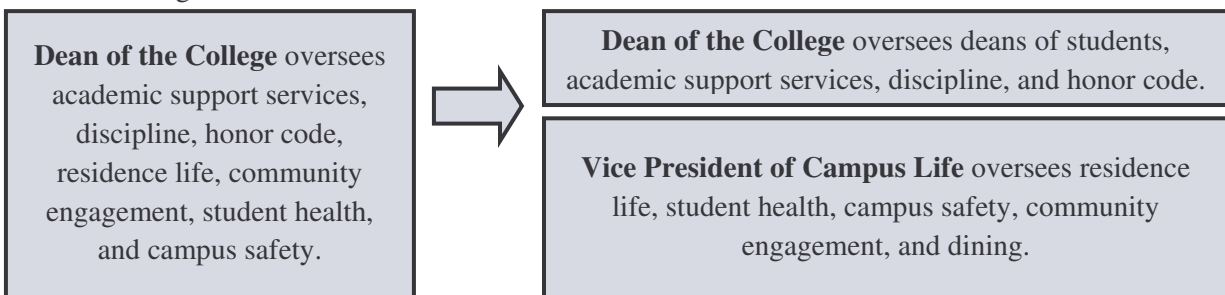 Dean of the College oversees
academic support services,
discipline, honor code,
residence life, community
engagement, student health,
and campus safety.
Dean of the College oversees deans of students,
academic support services, discipline, and honor code.
Vice President of Campus Life oversees residence
life, student health, campus safety, community
engagement, and dining.